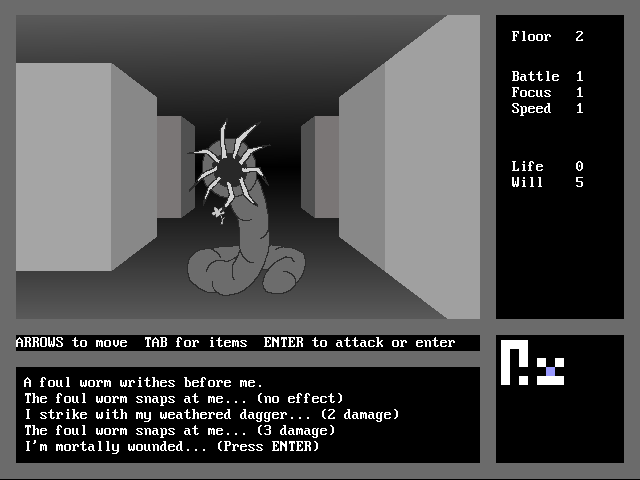 Floor 2
Battle 1
Focus 1
Speed 1
Life 0
Will 5
ARROWS to move TAB for items ENTER to attack or enter
A foul worm writhes before me.
The foul worm snaps at me... (no effect)
I strike with my weathered dagger... (2 damage)
The foul worm snaps at me... (3 damage)
I'm mortally wounded... (Press ENTER)